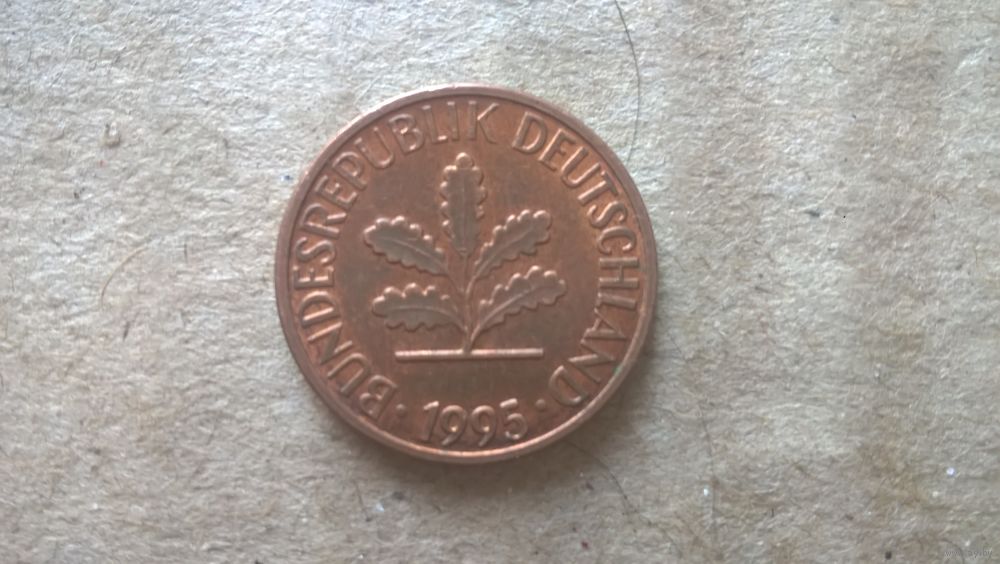 BUNDESREPUBLIK DEUTSCHLAND
· 1995 ·